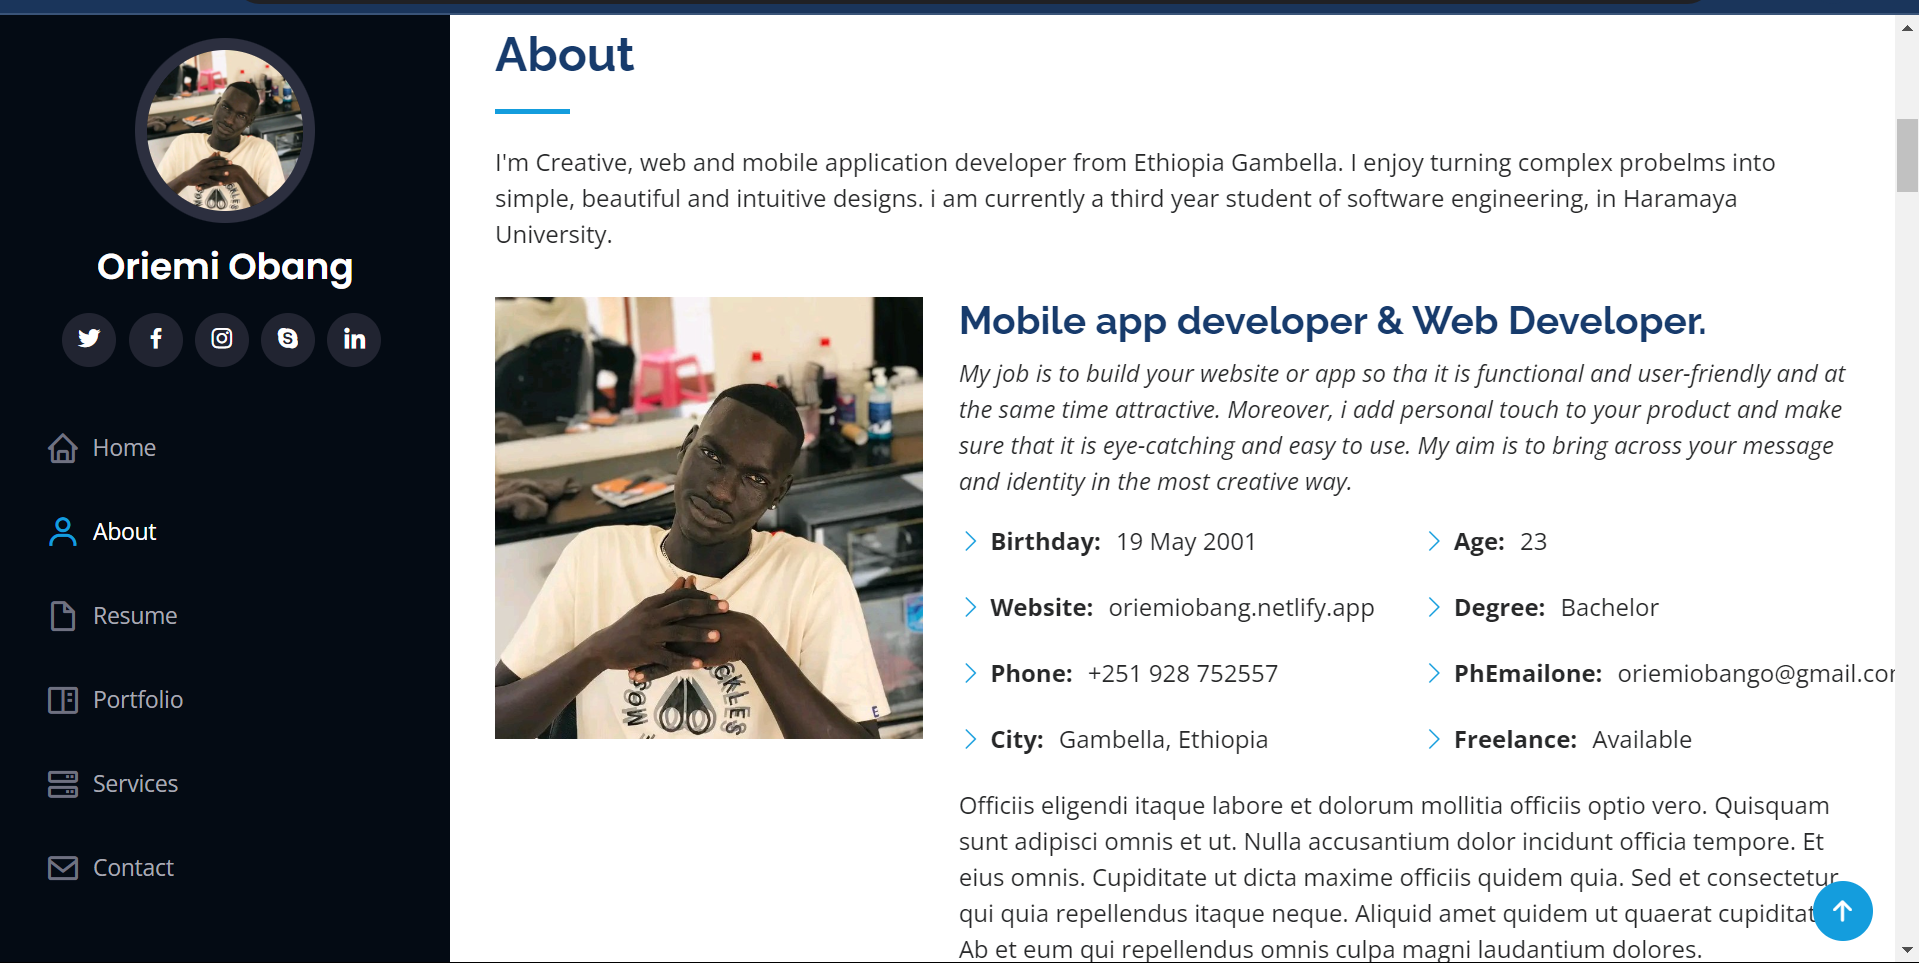 Oriemi Obang
Home
About
Resume
Portfolio
Services
Contact
About
I'm Creative, web and mobile application developer from Ethiopia Gambella. I enjoy turning complex probelms into
simple, beautiful and intuitive designs. i am currently a third year student of software engineering, in Haramaya
University.
Mobile app developer & Web Developer.
My job is to build your website or app so tha it is functional and user-friendly and at
the same time attractive. Moreover, i add personal touch to your product and make
sure that it is eye-catching and easy to use. My aim is to bring across your message
and identity in the most creative way.
Birthday: 19 May 2001
Age: 23
Website: oriemiobang.netlify.app
Degree: Bachelor
Phone: +251 928 752557
PhEmailone:
City: Gambella, Ethiopia
Freelance: Available
Officiis eligendi itaque labore et dolorum mollitia officiis optio vero. Quisquam
sunt adipisci omnis et ut. Nulla accusantium dolor incidunt officia tempore. Et
eius omnis. Cupiditate ut dicta maxime officiis quidem quia. Sed et consectetur
qui quia repellendus itaque neque. Aliquid amet quidem ut quaerat
Ab et eum qui repellendus omnis culpa magni laudantium dolores.